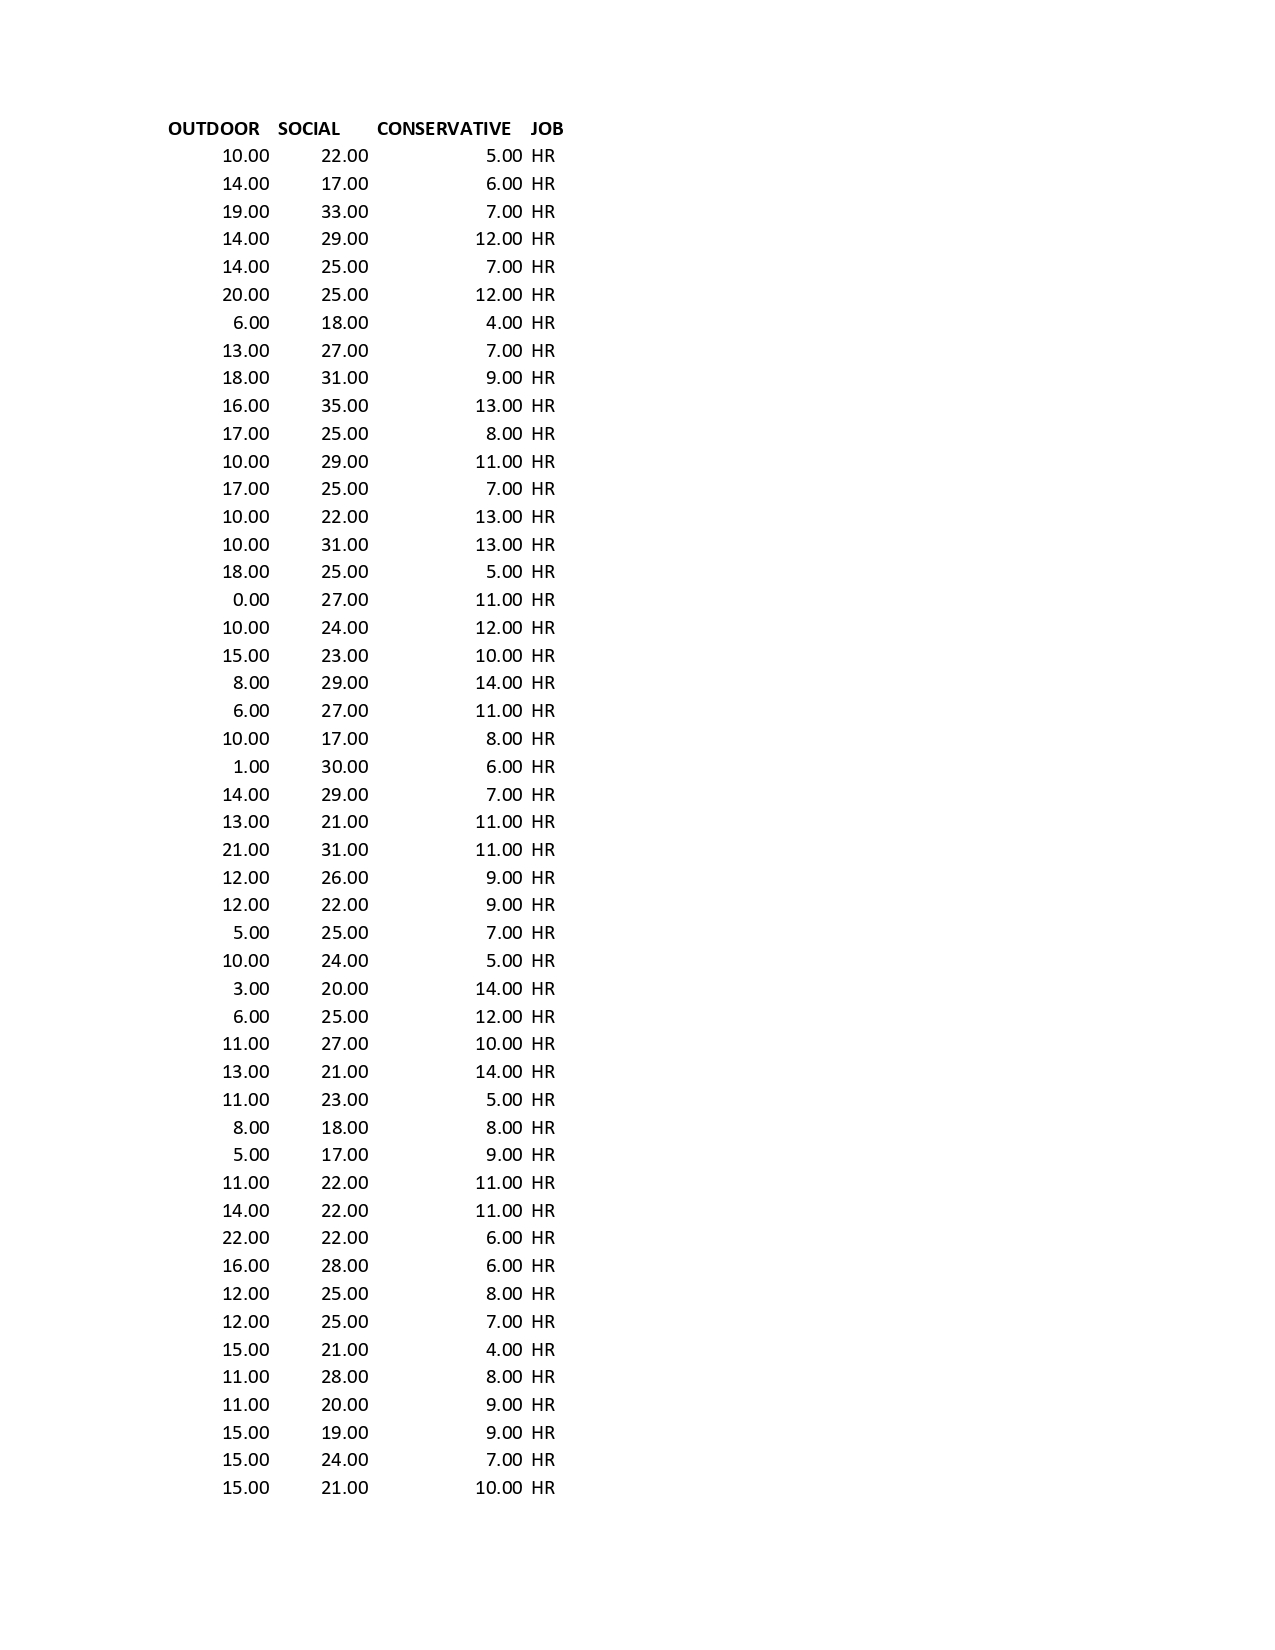 OUTDOOR SOCIAL CONSERVATIVE JOB
10.00 22.00 5.00 HR
14.00 17.00 6.00 HR
19.00 33.00 7.00 HR
14.00 29.00 12.00 HR
14.00 25.00 7.00 HR
20.00 25.00 12.00 HR
6.00 18.00 4.00 HR
13.00 27.00 7.00 HR
18.00 31.00 9.00 HR
16.00 35.00 13.00 HR
17.00 25.00 8.00 HR
10.00 29.00 11.00 HR
17.00 25.00 7.00 HR
10.00 22.00 13.00 HR
10.00 31.00 13.00 HR
18.00 25.00 5.00 HR
0.00 27.00 11.00 HR
10.00 24.00 12.00 HR
15.00 23.00 10.00 HR
8.00 29.00 14.00 HR
6.00 27.00 11.00 HR
10.00 17.00 8.00 HR
1.00 30.00 6.00 HR
14.00 29.00 7.00 HR
13.00 21.00 11.00 HR
21.00 31.00 11.00 HR
12.00 26.00 9.00 HR
12.00 22.00 9.00 HR
5.00 25.00 7.00 HR
10.00 24.00 5.00 HR
3.00 20.00 14.00 HR
6.00 25.00 12.00 HR
11.00 27.00 10.00 HR
13.00 21.00 14.00 HR
11.00 23.00 5.00 HR
8.00 18.00 8.00 HR
5.00 17.00 9.00 HR
11.00 22.00 11.00 HR
14.00 22.00 11.00 HR
22.00 22.00 6.00 HR
16.00 28.00 6.00 HR
12.00 25.00 8.00 HR
12.00 25.00 7.00 HR
15.00 21.00 4.00 HR
11.00 28.00 8.00 HR
11.00 20.00 9.00 HR
15.00 19.00 9.00 HR
15.00 24.00 7.00 HR
15.00 21.00 10.00 HR